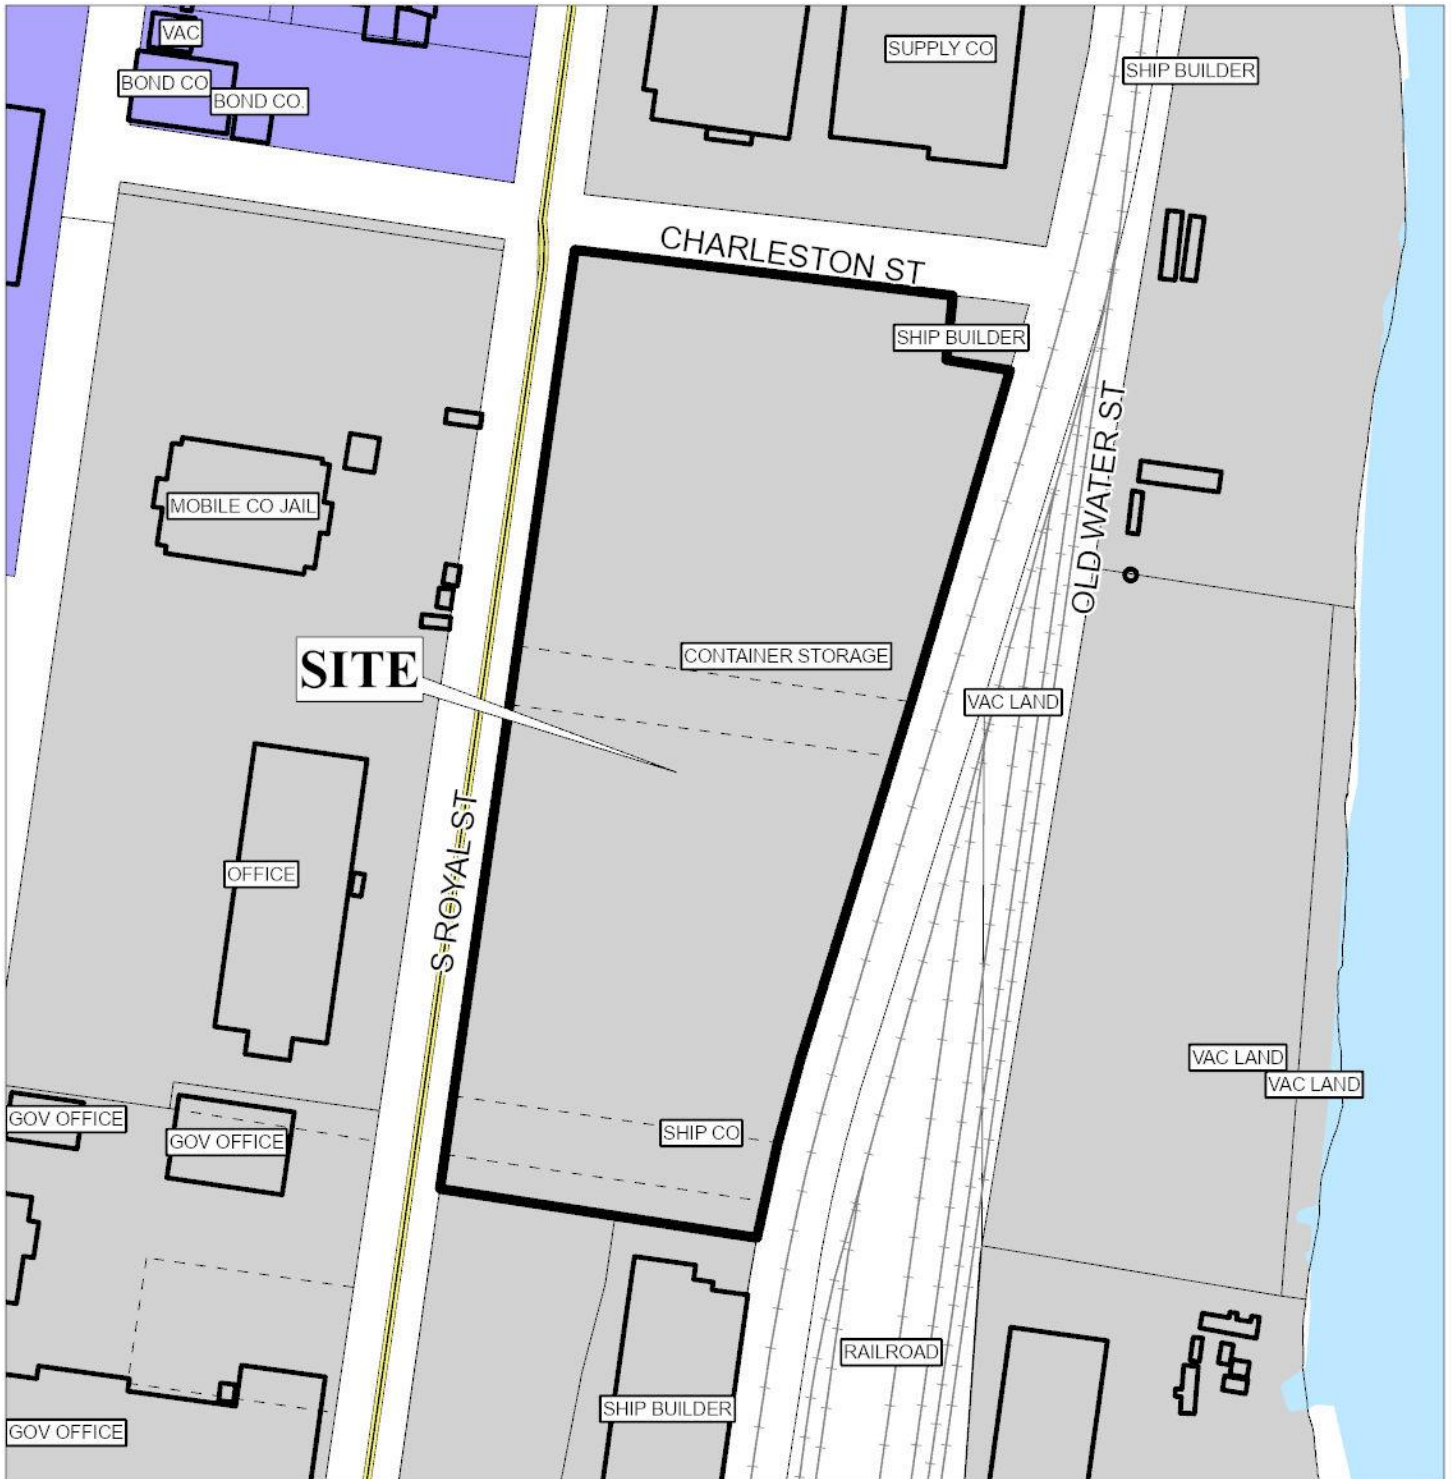 VAC
SUPPLY CO
SHIP BUILDER
BOND CO
BOND CO.
CHARLESTON ST
SHIP BUILDER
OLD WATER ST
MOBILE CO JAIL
CONTAINER STORAGE
SITE
VAC LAND
S ROYAL ST
OFFICE
VAC LAND
VAC LAND
GOV OFFICE
GOV OFFICE
SHIP CO
RAILROAD
SHIP BUILDER
GOV OFFICE